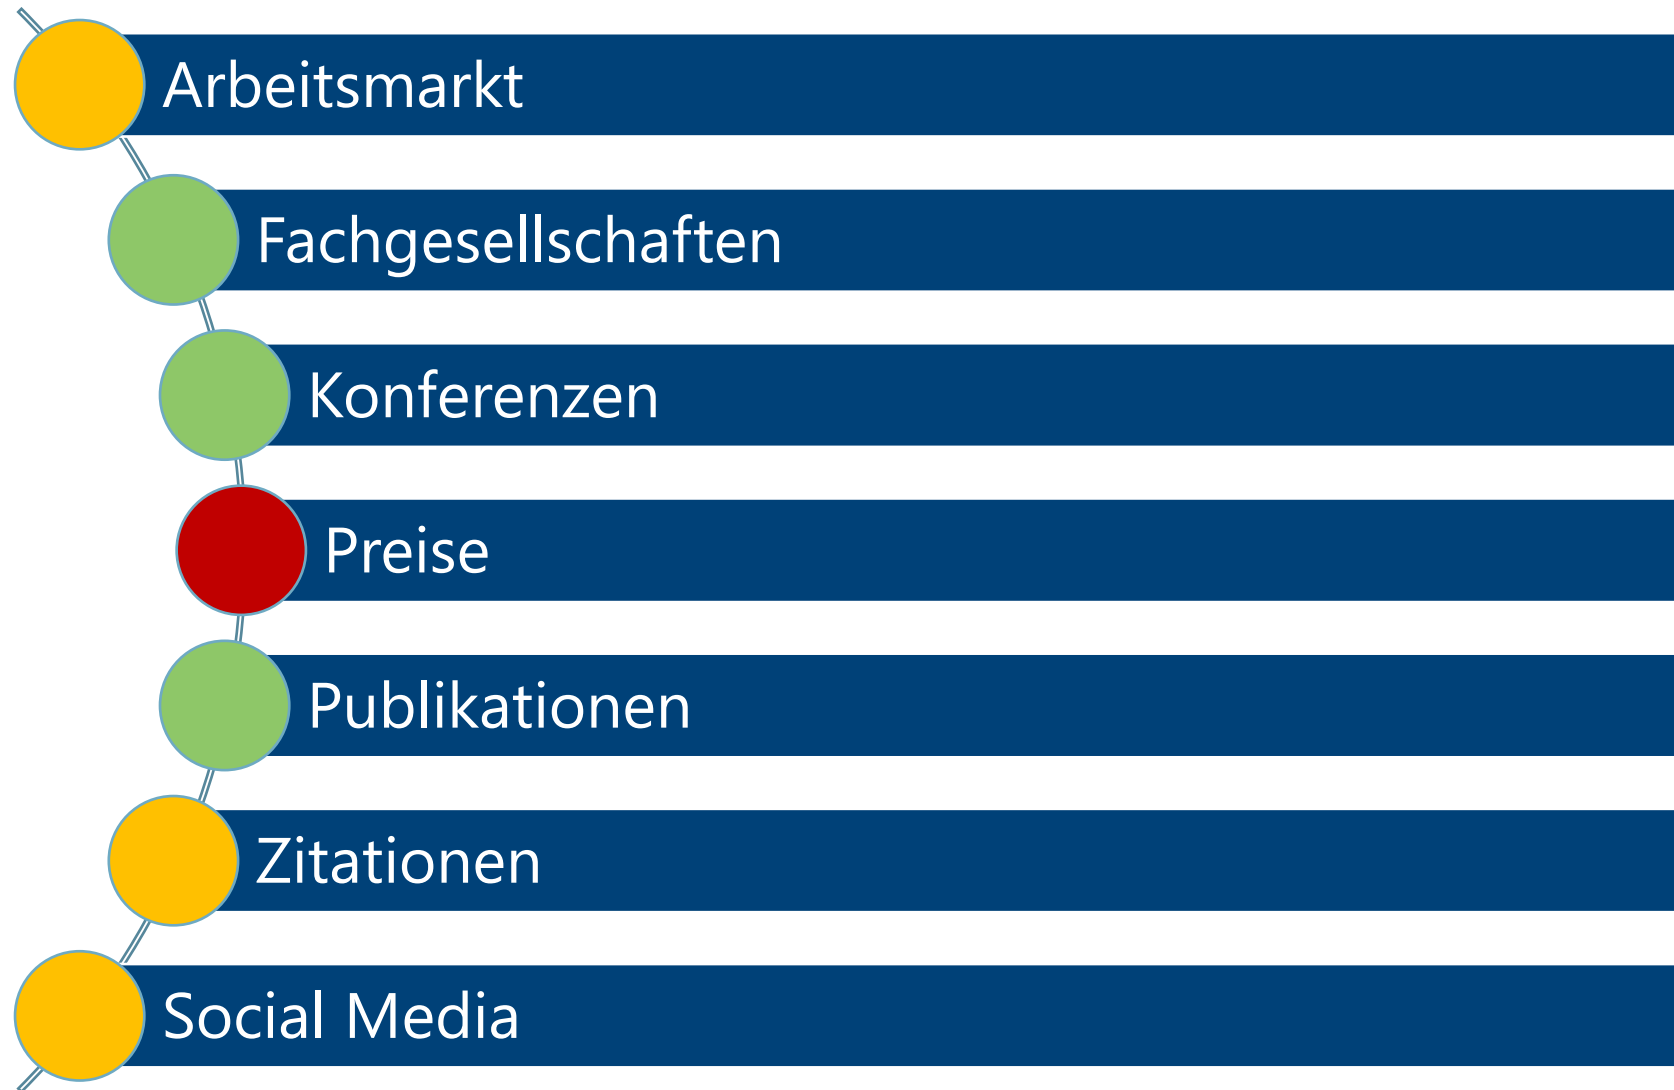 Arbeitsmarkt
Fachgesellschaften
Konferenzen
Preise
Publikationen
Zitationen
Social Media